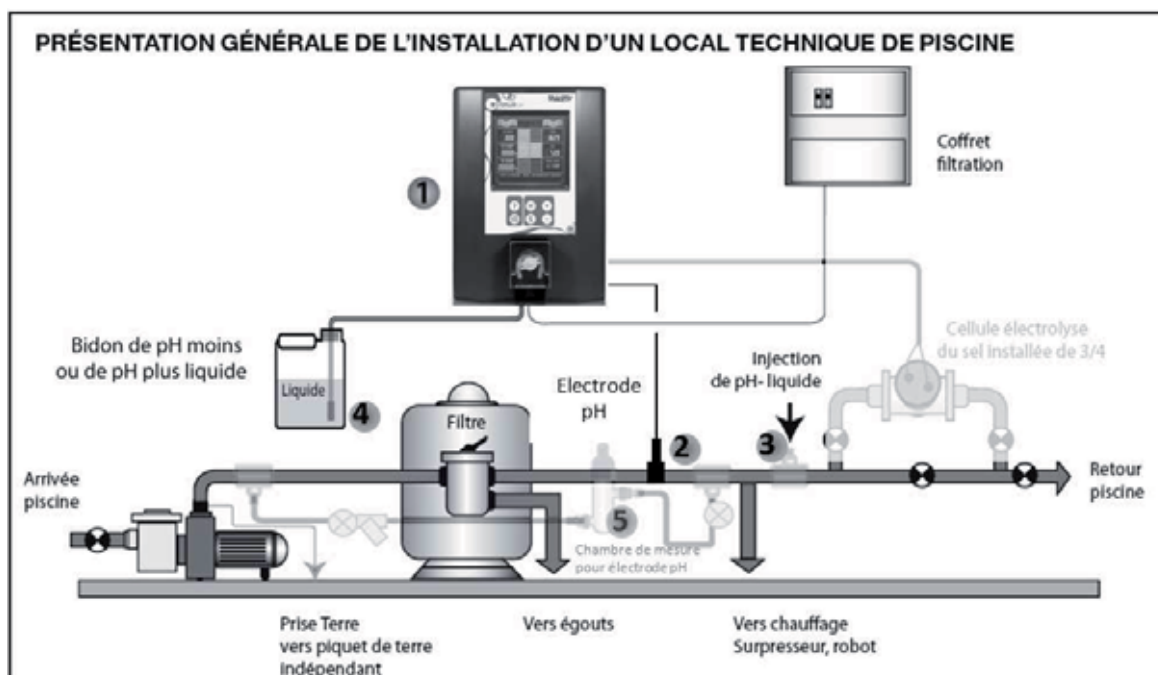 PRÉSENTATION GÉNÉRALE DE L'INSTALLATION D'UN LOCAL TECHNIQUE DE PISCINE
1
Coffret
filtration
Bidon de pH moins
ou de pH plus liquide
Liquide
4
Filtre
Electrode
pH
2
Injection
de pH- liquide
3
Cellule électrolyse
du sel installée de 3/4
Arrivée
piscine
Retour
piscine
5
Chambre de mesure
pour électrode pH
Prise Terre
vers piquet de terre
indépendant
Vers égouts
Vers chauffage
Surpresseur, robot